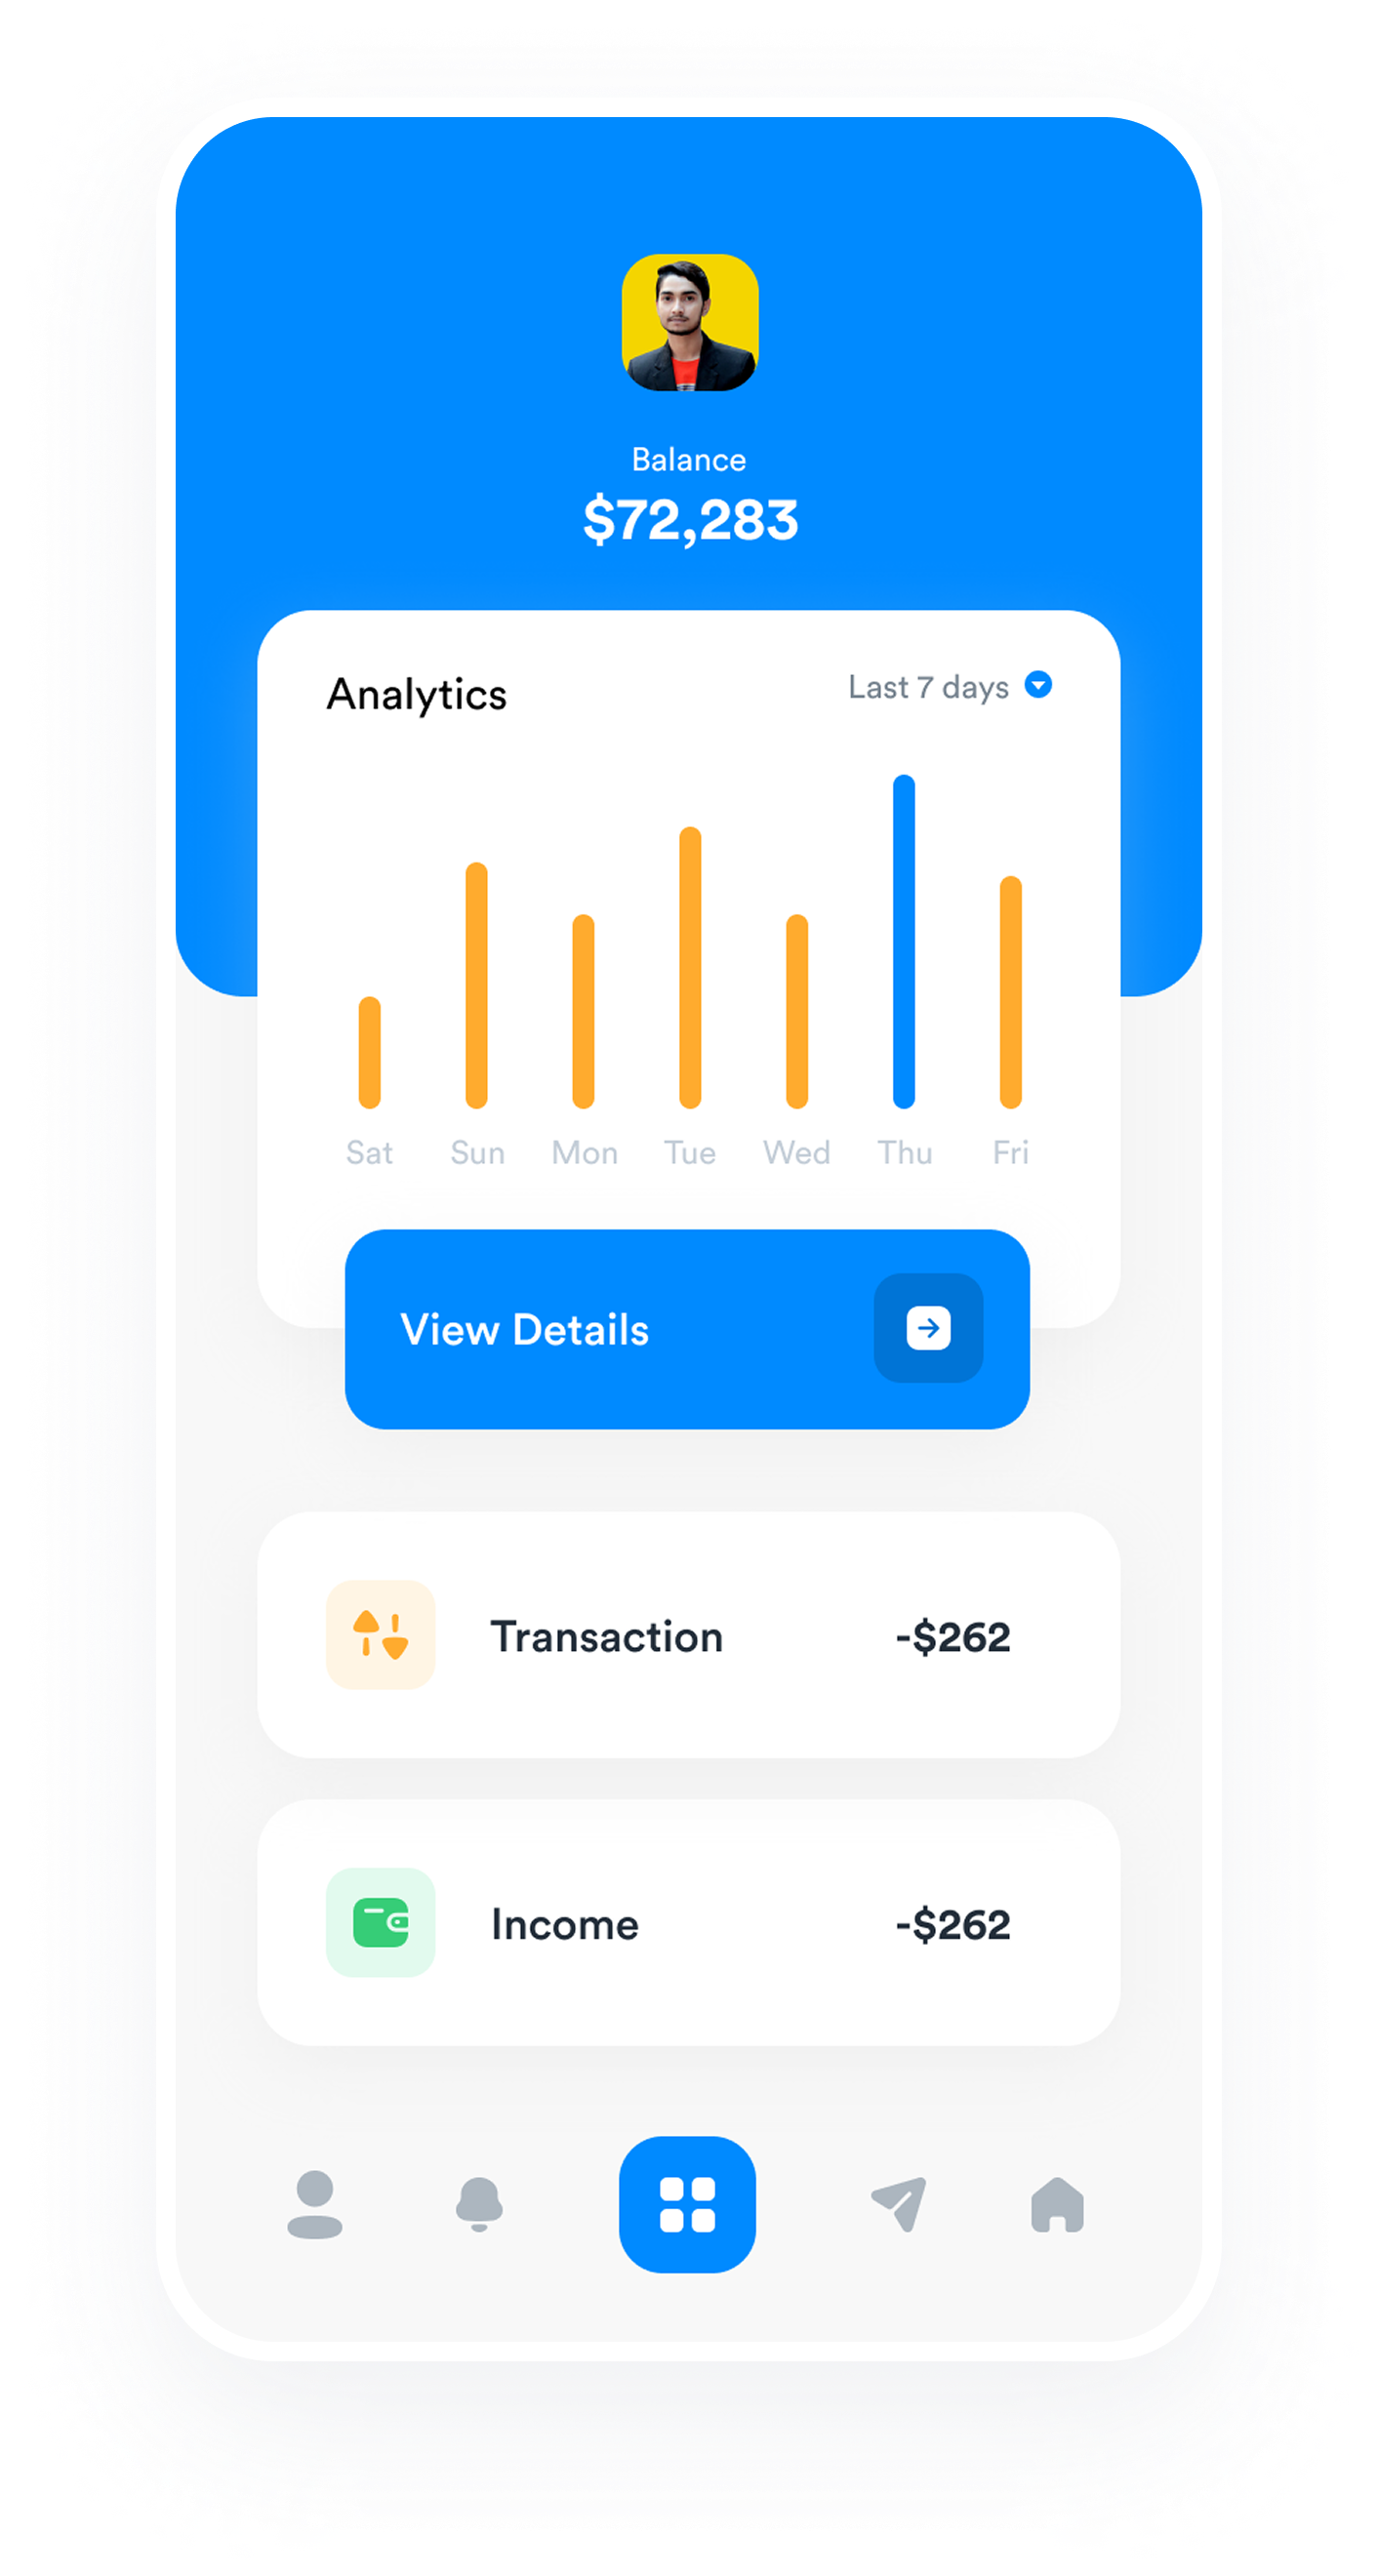 Balance
$72,283
Analytics
Last 7 days
Sat Sun Mon Tue Wed Thu Fri
View Details
Transaction -$262
Income -$262